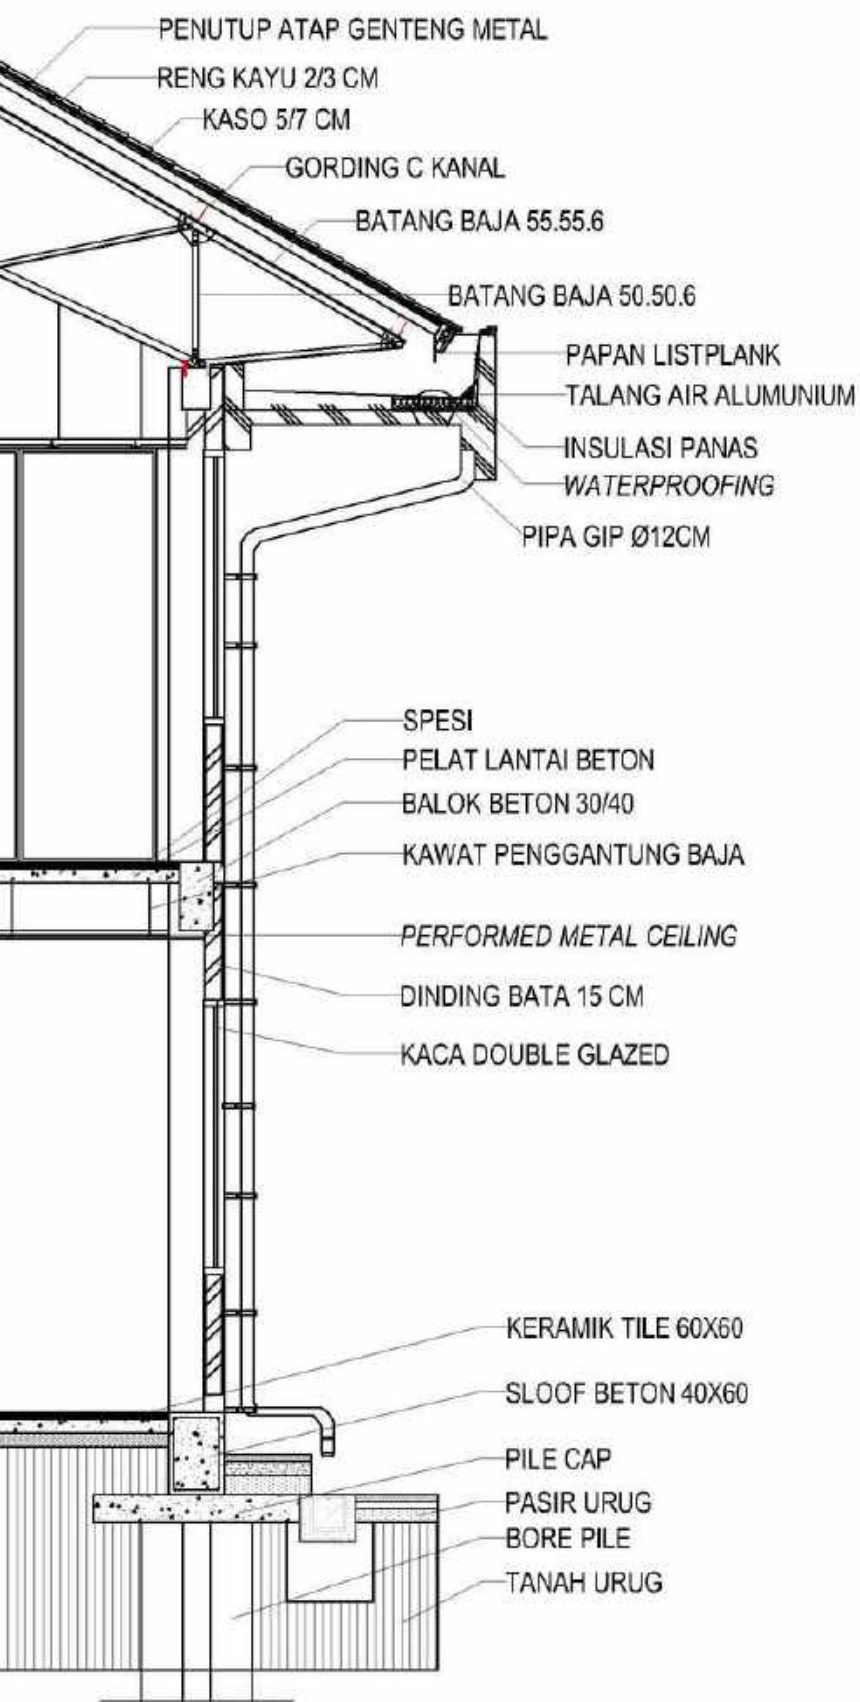 PENUTUP ATAP GENTENG METAL
RENG KAYU 2/3 CM
KASO 5/7 CM
GORDING C KANAL
BATANG BAJA 55.55.6
BATANG BAJA 50.50.6
PAPAN LISTPLANK
TALANG AIR ALUMUNIUM
INSULASI PANAS
WATERPROOFING
PIPA GIP Ø12CM
SPESI
PELAT LANTAI BETON
BALOK BETON 30/40
KAWAT PENGGANTUNG BAJA
PERFORMED METAL CEILING
DINDING BATA 15 CM
KACA DOUBLE GLAZED
KERAMIK TILE 60X60
SLOOF BETON 40X60
PILE CAP
PASIR URUG
BORE PILE
TANAH URUG